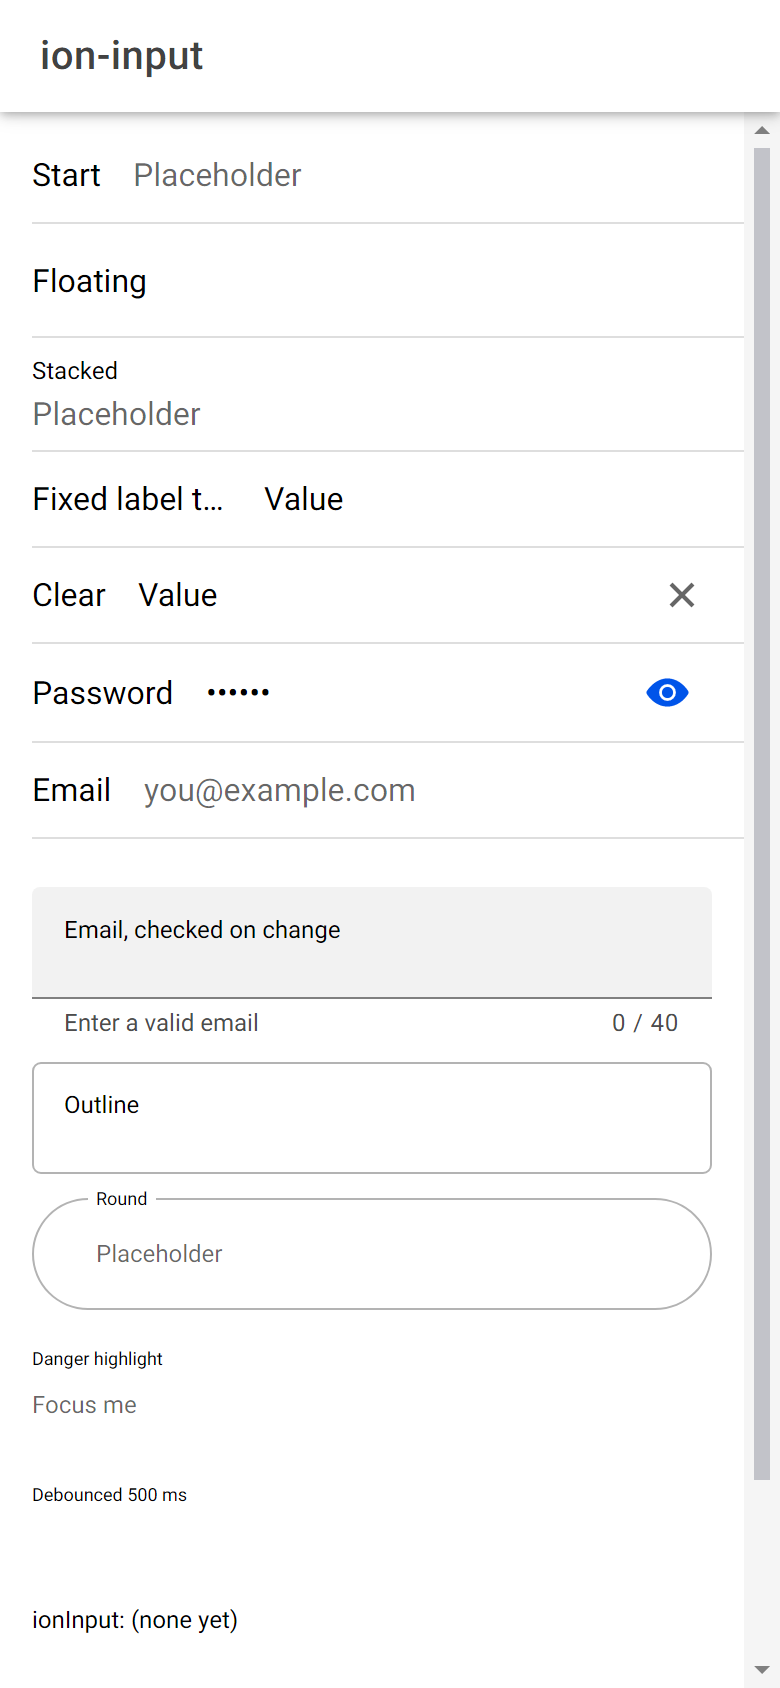 ion-input
Start Placeholder
Floating
Stacked
Placeholder
Fixed label t... Value
Clear Value
Password ••••••
Email you@example.com
Email, checked on change
Enter a valid email 0 / 40
Outline
Round
Placeholder
Danger highlight
Focus me
Debounced 500 ms
ionInput: (none yet)